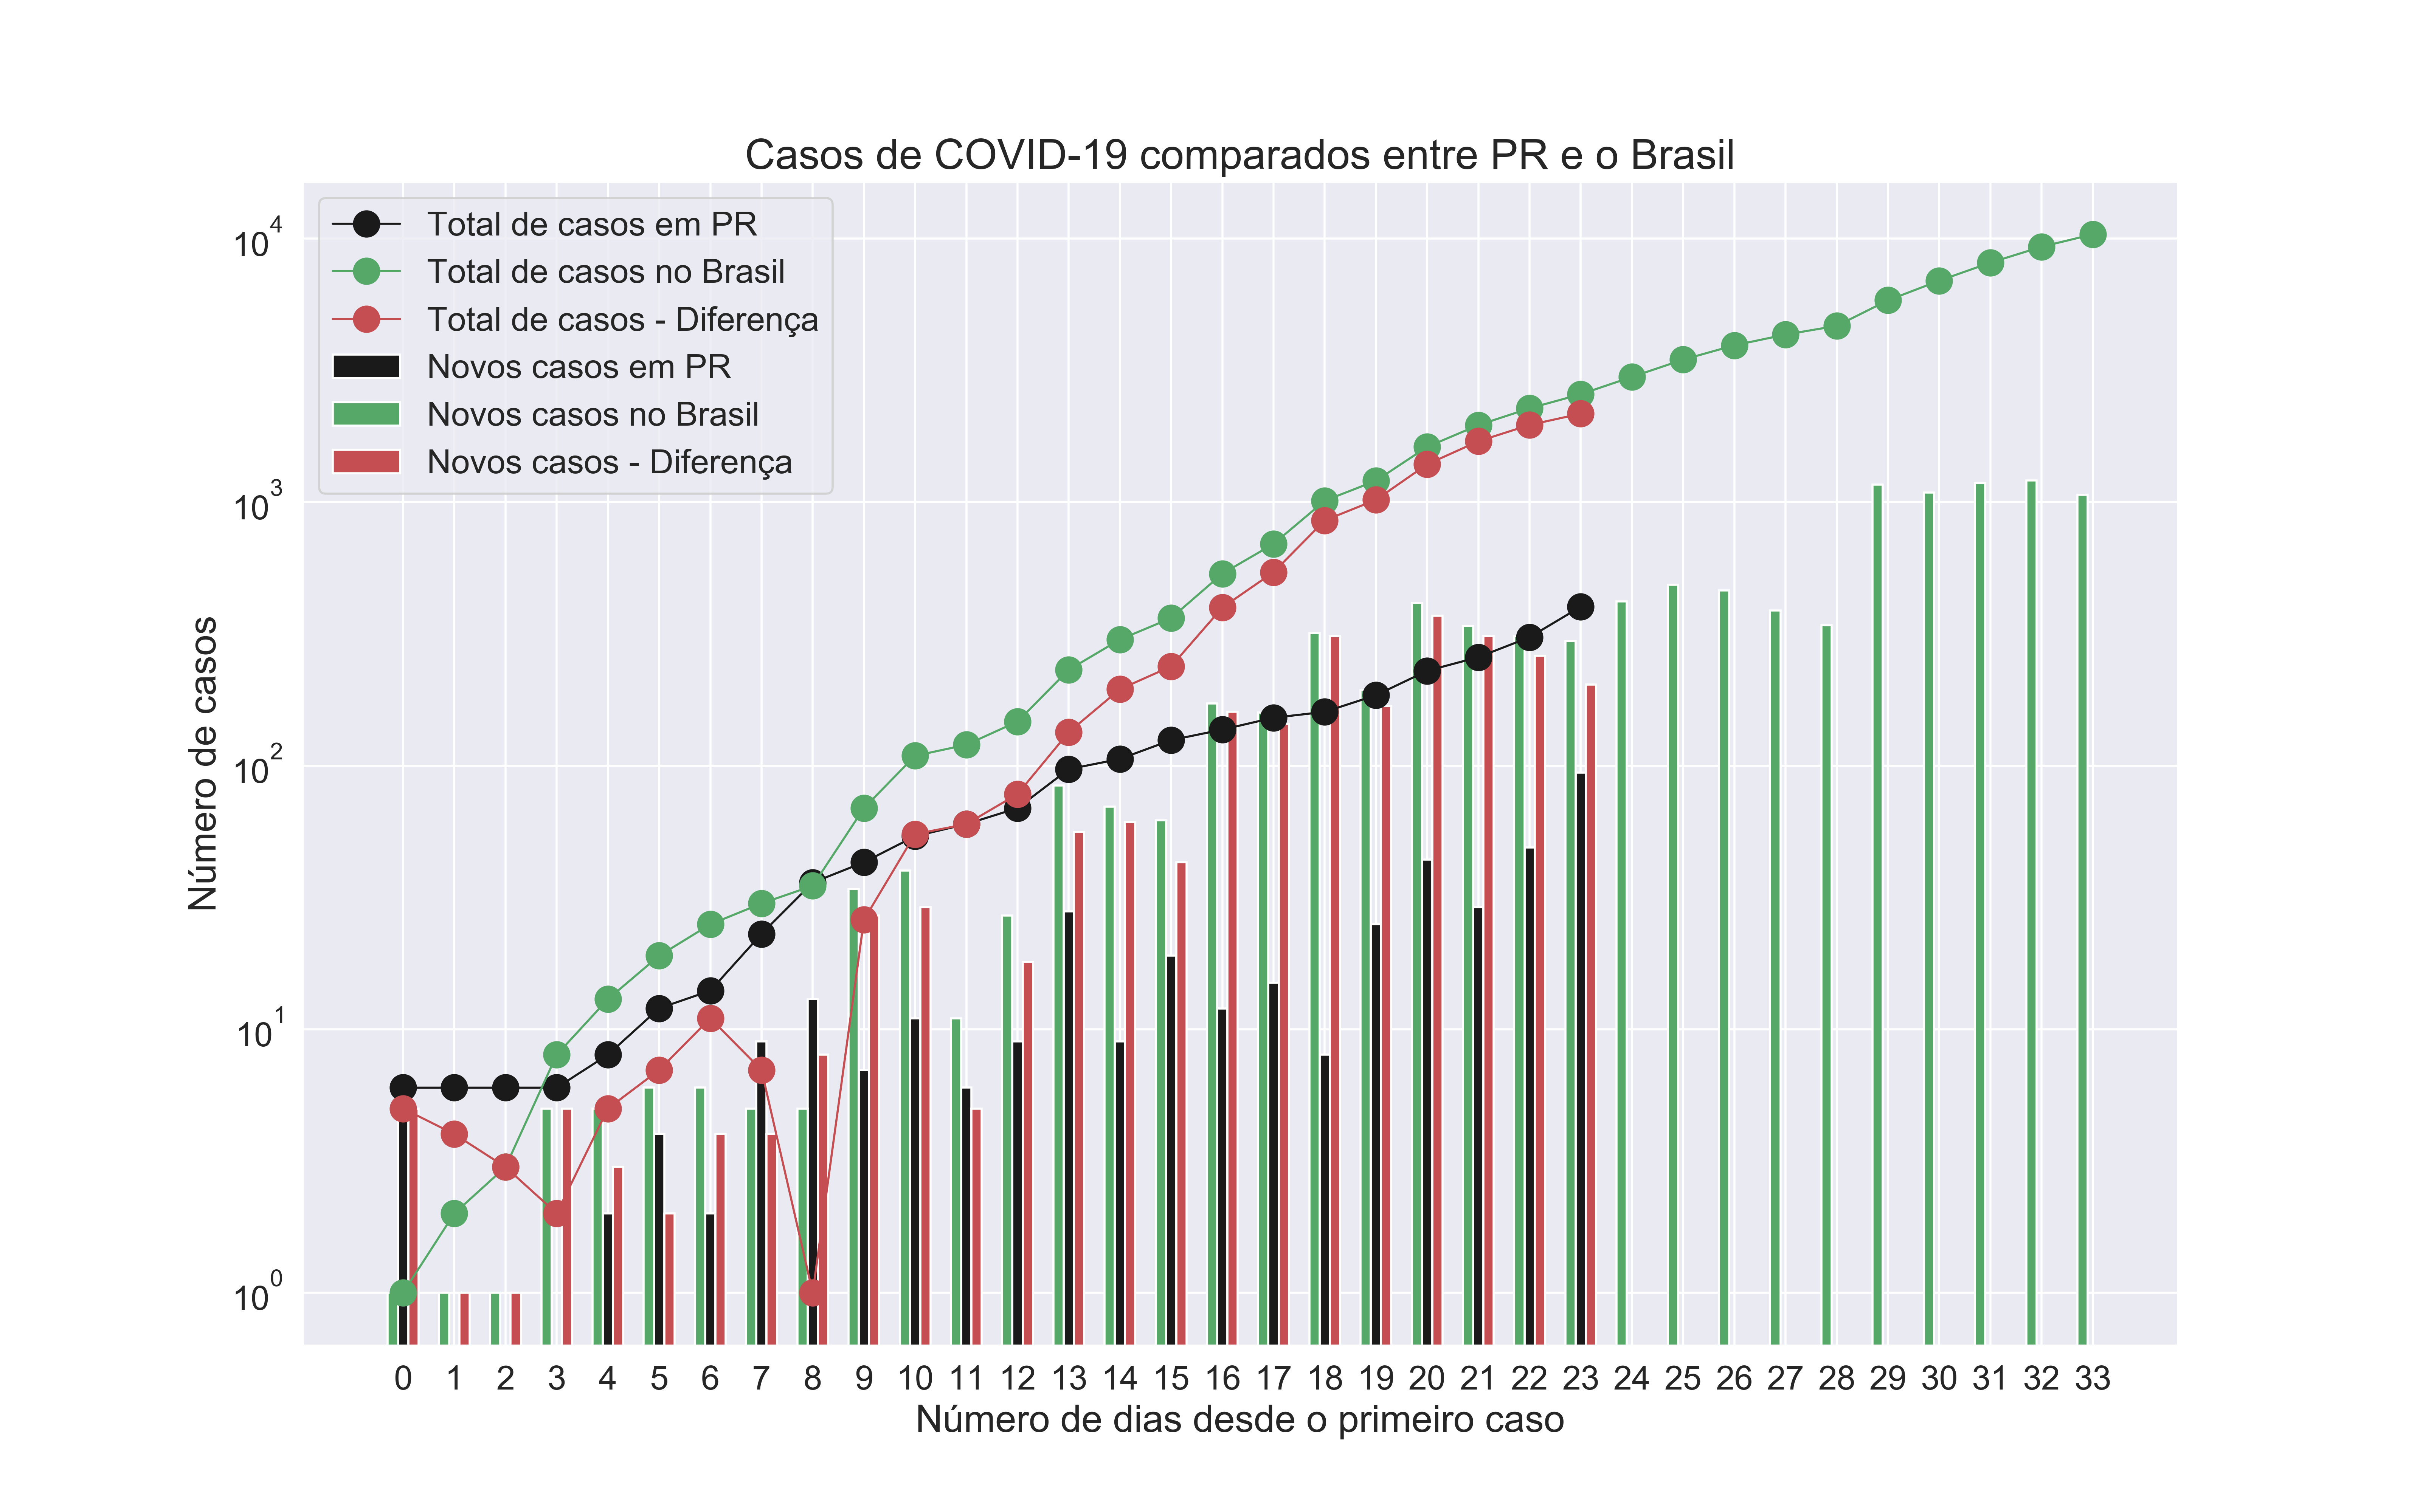 Casos de COVID-19 comparados entre PR e o Brasil
Total de casos em PR
Total de casos no Brasil
Total de casos - Diferença
Novos casos em PR
Novos casos no Brasil
Novos casos - Diferença
10^4
10^3
10^2
10^1
10^0
Número de casos
0 1 2 3 4 5 6 7 8 9 10 11 12 13 14 15 16 17 18 19 20 21 22 23 24 25 26 27 28 29 30 31 32 33
Número de dias desde o primeiro caso